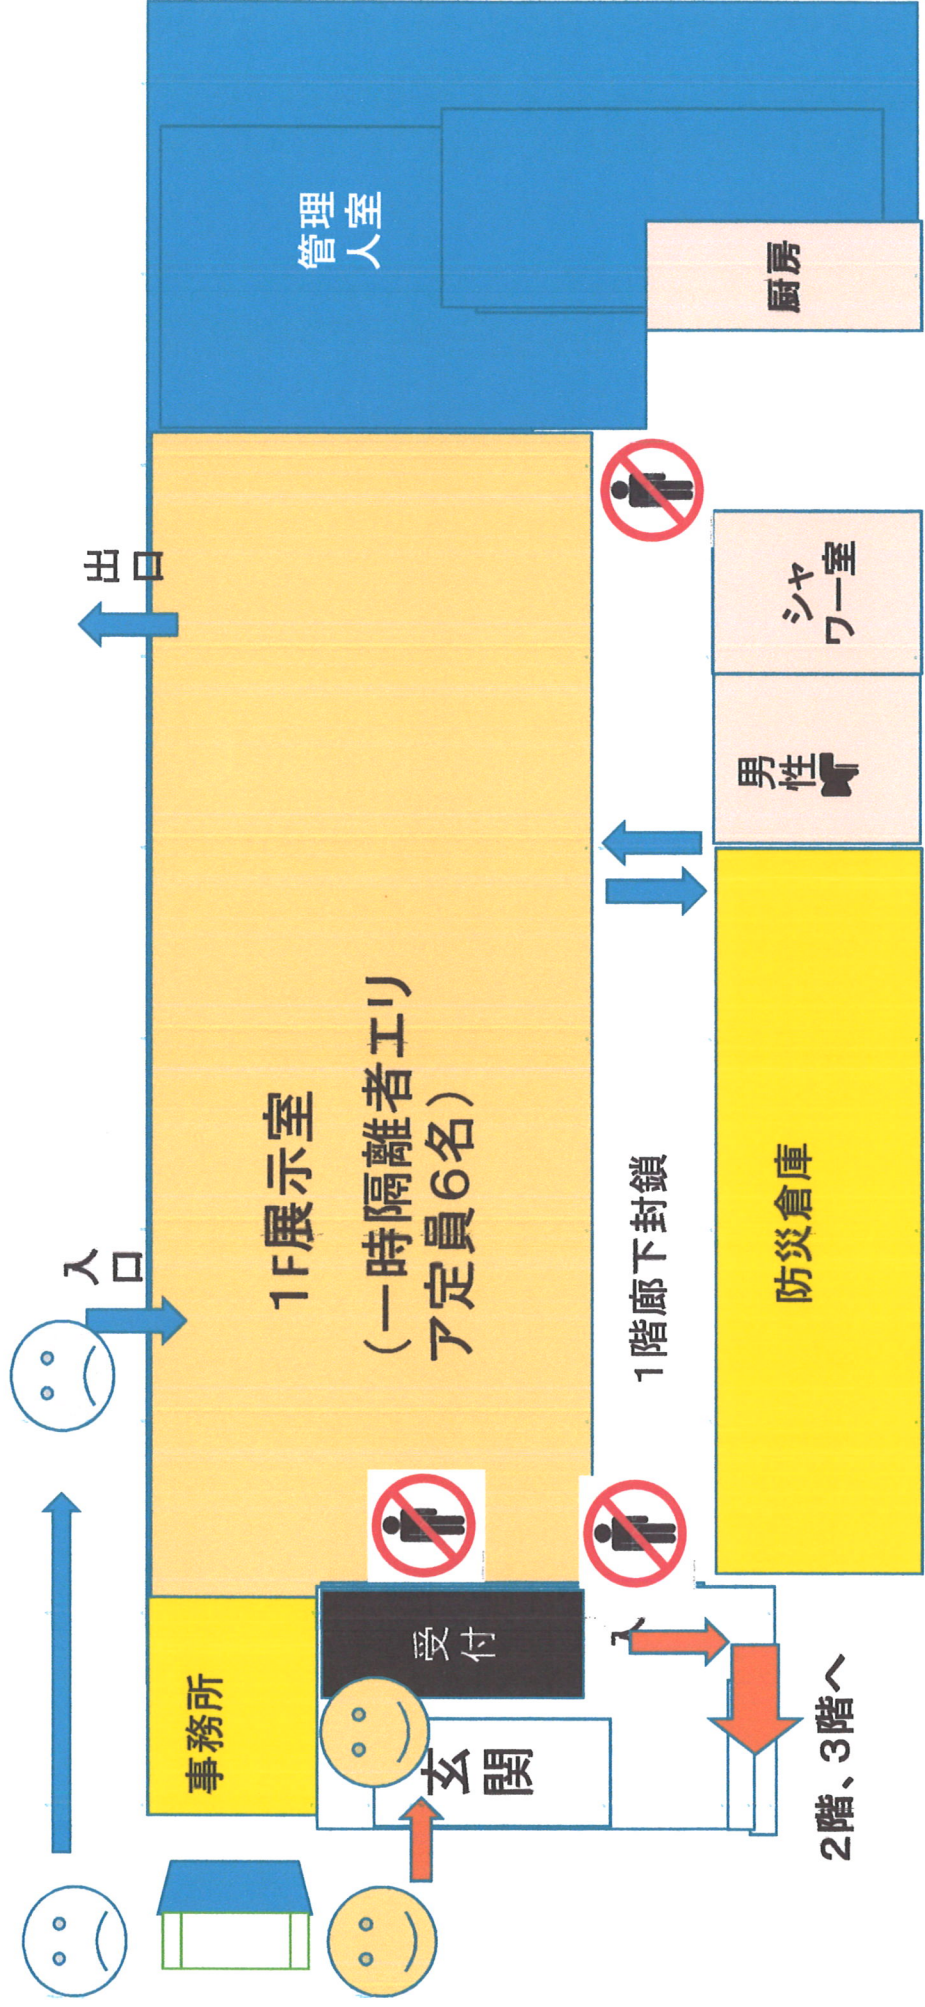 入
口
出
口
事務所
1F展示室
(一時隔離者エリ
ア定員6名)
管理
人室
受
付
玄
関
1階廊下封鎖
入
防災倉庫
男
性
シャ
ワー室
厨房
2階、3階へ